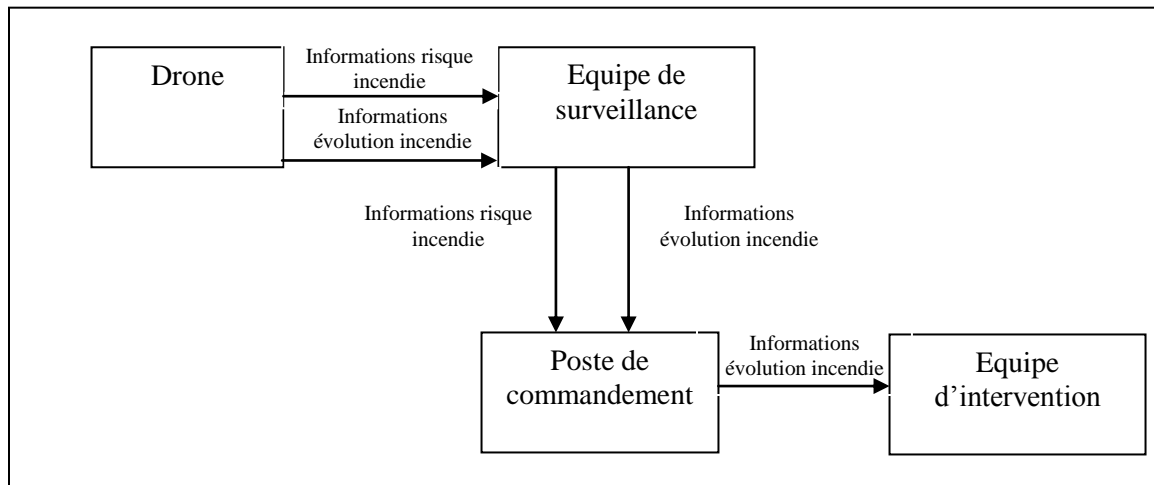 Drone
Informations risque
incendie
Informations
évolution incendie
Equipe de
surveillance
Informations risque
incendie
Informations
évolution incendie
Poste de
commandement
Informations
évolution incendie
Equipe
d’intervention